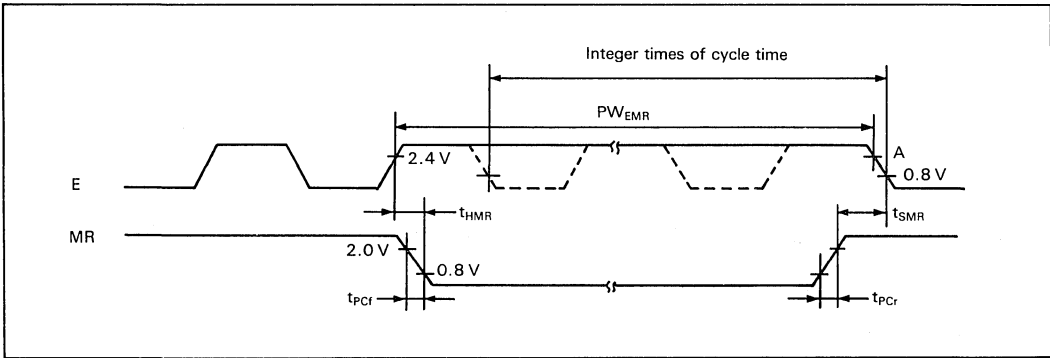 Integer times of cycle time
PWEMR
2.4 V
A
E
0.8 V
tHMR
tSMR
MR
2.0 V
0.8 V
tPCf
tPCr